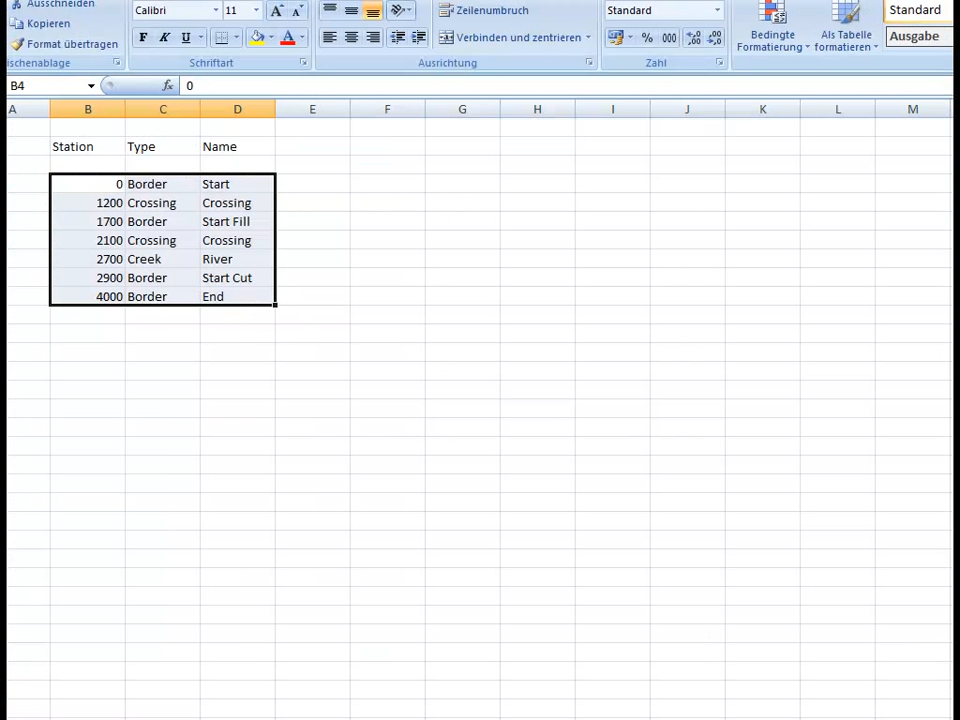 Ausschneiden
Calibri 11 A A Zeilenumbruch Standard Standard
Kopieren
Format übertragen F K U A Verbinden und zentrieren % 000 Bedingte Formatierung Als Tabelle formatieren Ausgabe
ischenablage Schriftart Ausrichtung Zahl
B4 fx 0
A B C D E F G H I J K L M
Station Type Name
0 Border Start
1200 Crossing Crossing
1700 Border Start Fill
2100 Crossing Crossing
2700 Creek River
2900 Border Start Cut
4000 Border End